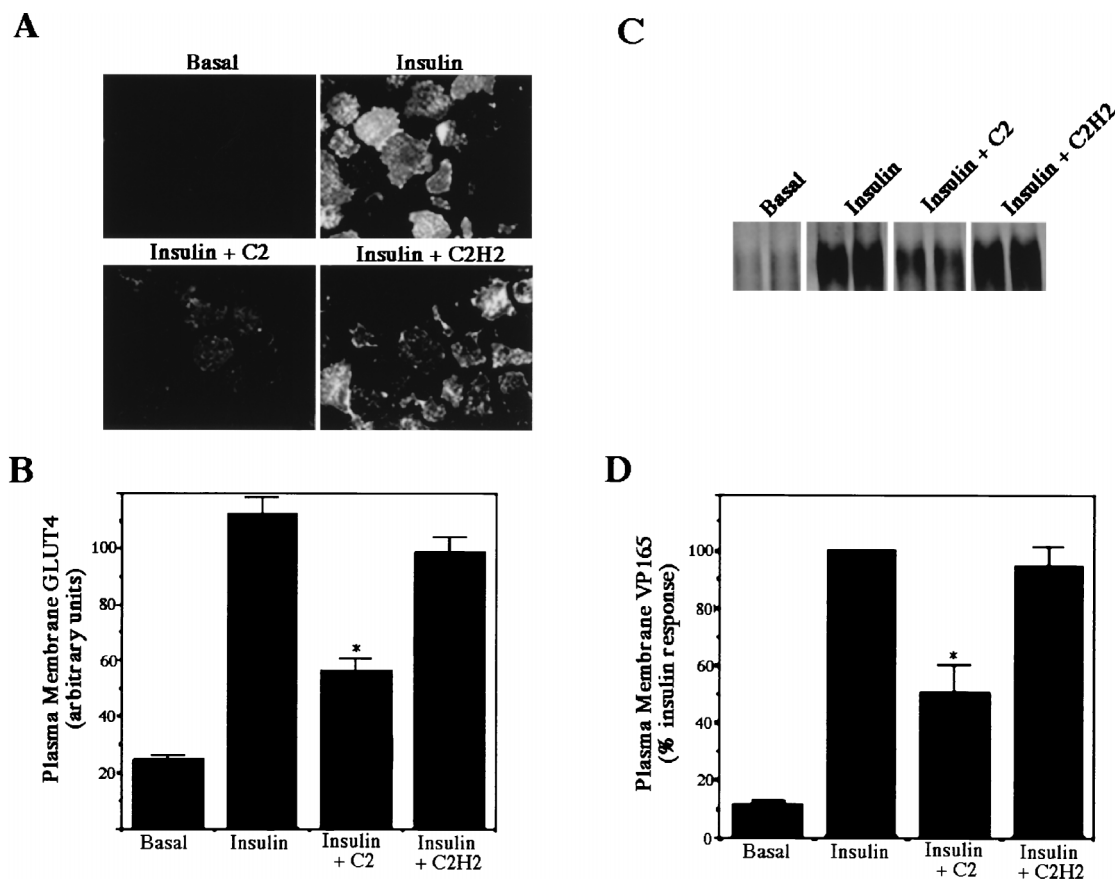 A
Basal
Insulin
Insulin + C2
Insulin + C2H2
B
Plasma Membrane GLUT4
(arbitrary units)
100
80
60
40
20
*
Basal
Insulin
Insulin
+ C2
Insulin
+ C2H2
C
Basal
Insulin
Insulin + C2
Insulin + C2H2
D
Plasma Membrane VP165
(% insulin response)
100
80
60
40
20
0
*
Basal
Insulin
Insulin
+ C2
Insulin
+ C2H2